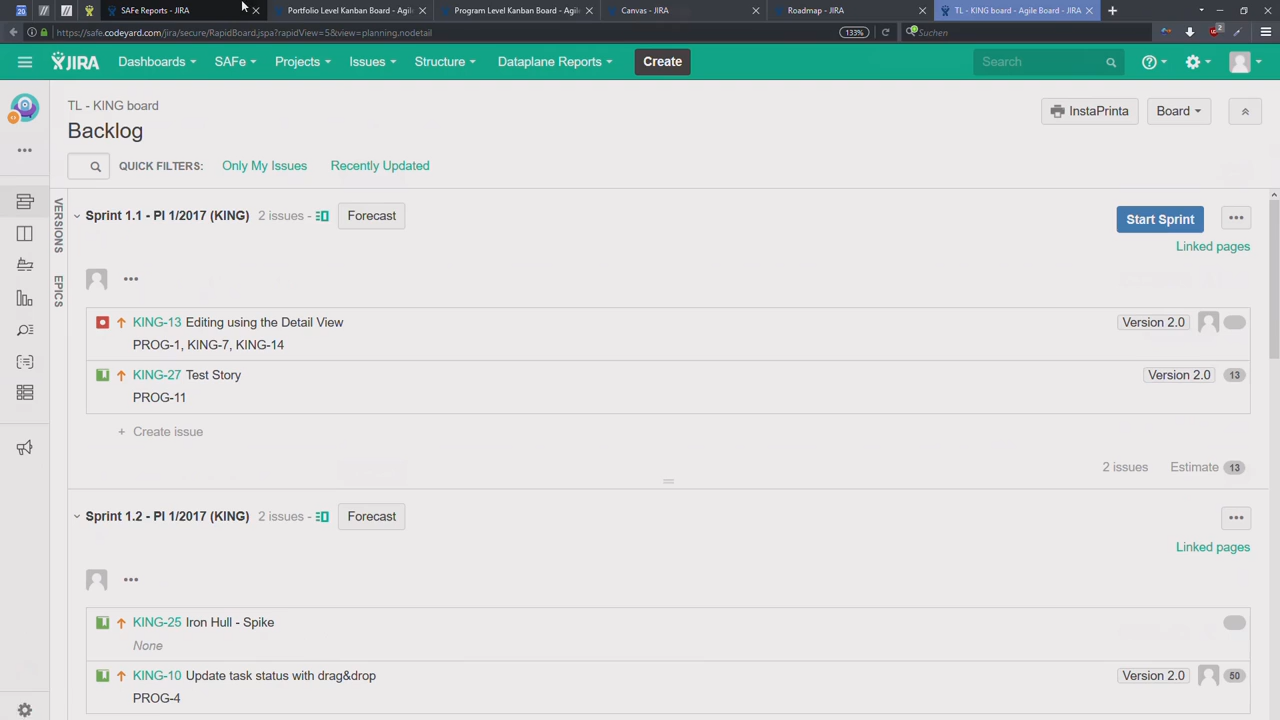 20 SAFe Reports - JIRA Portfolio Level Kanban Board - Agil Program Level Kanban Board - Agile Canvas - JIRA Roadmap - JIRA TL - KING board - Agile Board - JIRA
https://safe.codeyard.com/jira/secure/RapidBoard.jspa?rapidView=5&view=planning.nodetail 133% Suchen 2
JIRA Dashboards SAFe Projects Issues Structure Dataplane Reports Create Search
TL - KING board
Backlog
InstaPrinta Board
QUICK FILTERS: Only My Issues Recently Updated
VERSIONS
EPICS
Sprint 1.1 - PI 1/2017 (KING) 2 issues - Forecast Start Sprint
Linked pages
KING-13 Editing using the Detail View Version 2.0
PROG-1, KING-7, KING-14
KING-27 Test Story Version 2.0 13
PROG-11
+ Create issue
2 issues Estimate 13
Sprint 1.2 - PI 1/2017 (KING) 2 issues - Forecast
Linked pages
KING-25 Iron Hull - Spike
None
KING-10 Update task status with drag&drop Version 2.0 50
PROG-4